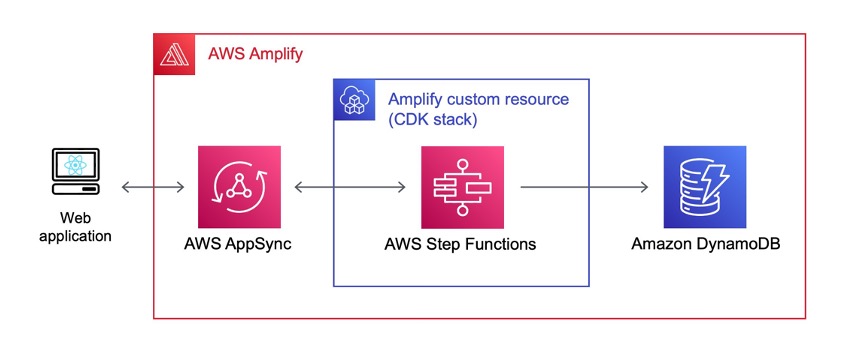 AWS Amplify
Amplify custom resource
(CDK stack)
Web
application
AWS AppSync
AWS Step Functions
Amazon DynamoDB